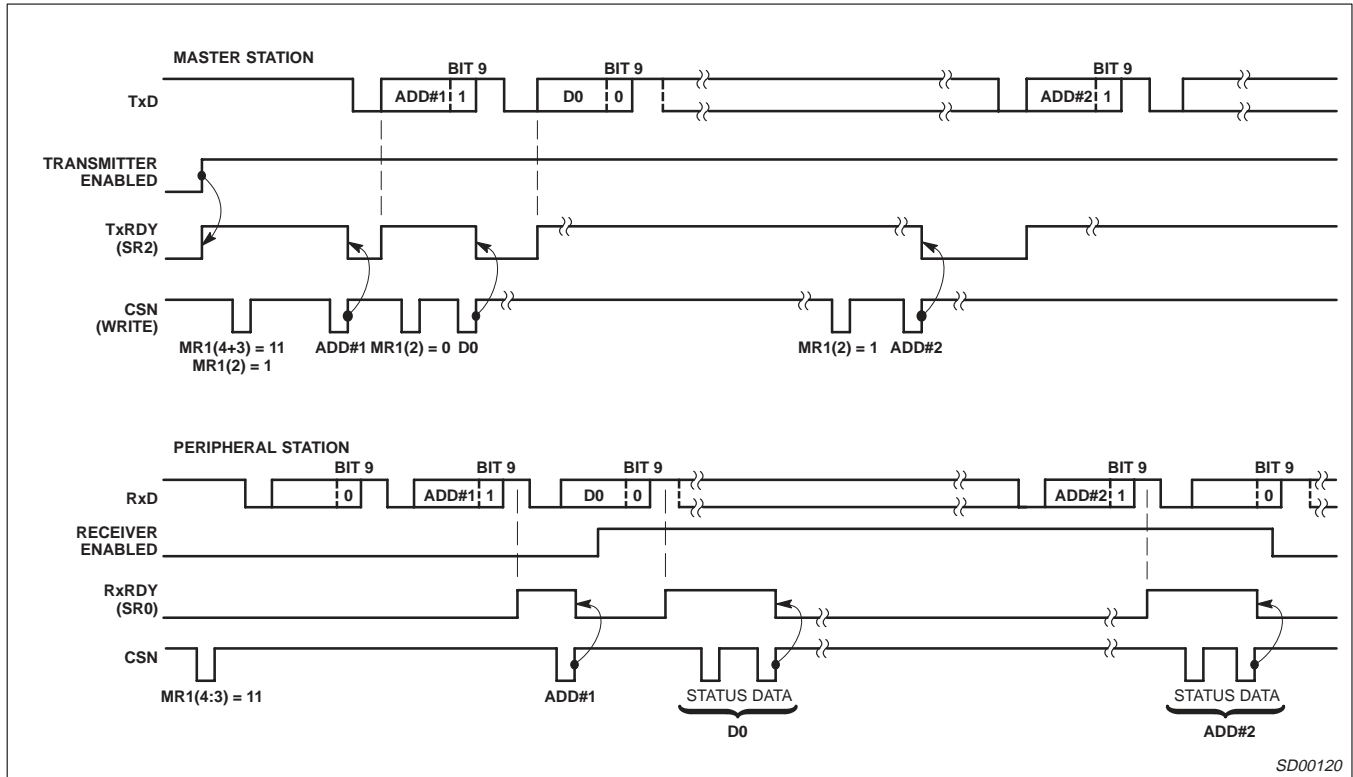 MASTER STATION
BIT 9 BIT 9 BIT 9
TxD ADD#1 1 D0 0 ADD#2 1
TRANSMITTER
ENABLED
TxRDY
(SR2)
CSN
(WRITE)
MR1(4+3) = 11 ADD#1 MR1(2) = 0 D0 MR1(2) = 1 ADD#2
MR1(2) = 1
PERIPHERAL STATION
BIT 9 BIT 9 BIT 9 BIT 9 BIT 9
RxD 0 ADD#1 1 D0 0 ADD#2 1 0
RECEIVER
ENABLED
RxRDY
(SR0)
CSN
MR1(4:3) = 11 ADD#1 STATUS DATA STATUS DATA
D0 ADD#2
SD00120